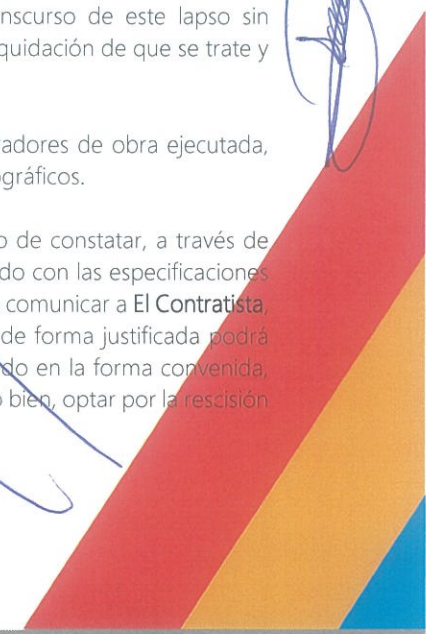 nscurso de este lapso sin
quidación de que se trate y
adores de obra ejecutada,
gráficos.
o de constatar, a través de
do con las especificaciones
comunicar a El Contratista,
de forma justificada podrá
do en la forma convenida,
o bien, optar por la rescisión